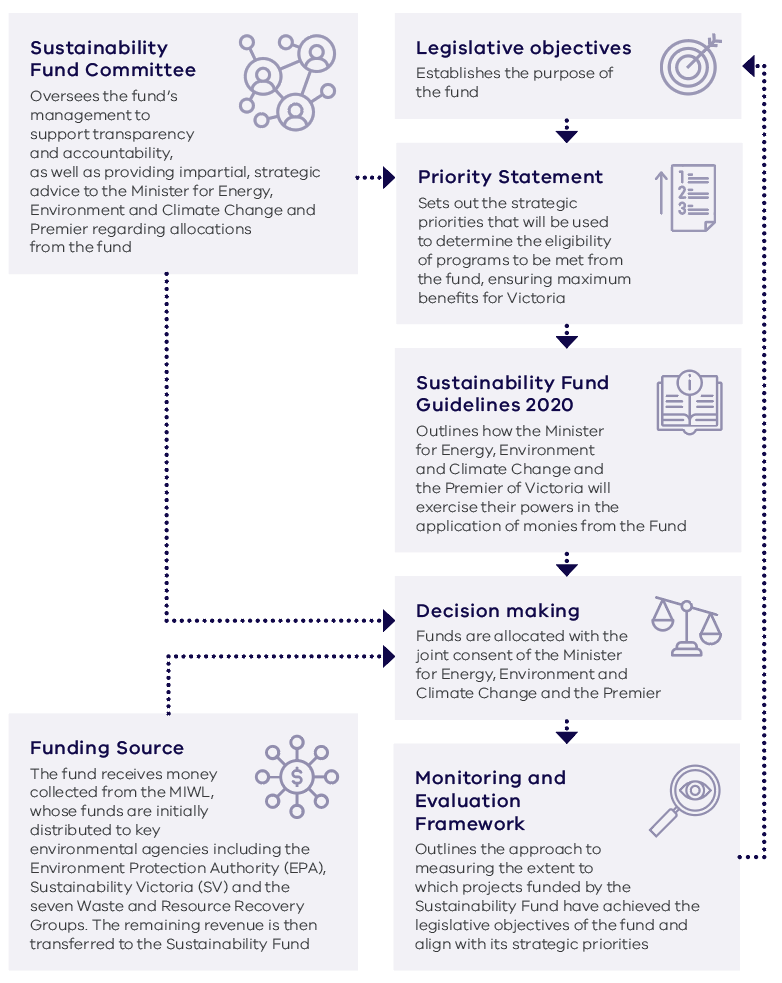 Sustainability
Fund Committee
Oversees the fund's
management to
support transparency
and accountability,
as well as providing impartial, strategic
advice to the Minister for Energy,
Environment and Climate Change and
Premier regarding allocations
from the fund
Legislative objectives
Establishes the purpose of
the fund
Priority Statement
Sets out the strategic
priorities that will be used
to determine the eligibility
of programs to be met from
the fund, ensuring maximum
benefits for Victoria
1
2
3
Sustainability Fund
Guidelines 2020
Outlines how the Minister
for Energy, Environment
and Climate Change and
the Premier of Victoria will
exercise their powers in the
application of monies from the Fund
i
Decision making
Funds are allocated with the
joint consent of the Minister
for Energy, Environment and
Climate Change and the Premier
Funding Source
The fund receives money
collected from the MIWL,
whose funds are initially
distributed to key
environmental agencies including the
Environment Protection Authority (EPA),
Sustainability Victoria (SV) and the
seven Waste and Resource Recovery
Groups. The remaining revenue is then
transferred to the Sustainability Fund
$
Monitoring and
Evaluation
Framework
Outlines the approach to
measuring the extent to
which projects funded by the
Sustainability Fund have achieved the
legislative objectives of the fund and
align with its strategic priorities